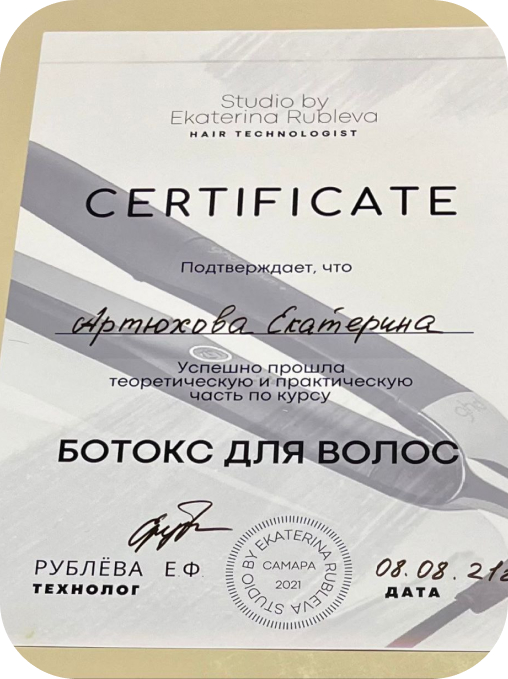 Studio by
Ekaterina Rubleva
HAIR TECHNOLOGIST
CERTIFICATE
Подтверждает, что
Артюхова Екатерина
Успешно прошла
теоретическую и практическую
часть по курсу
БОТОКС ДЛЯ ВОЛОС
РУБЛЁВА Е.Ф.
ТЕХНОЛОГ
STUDIO BY EKATERINA RUBLEVA
САМАРА
2021
08.08.21г
ДАТА
ghd